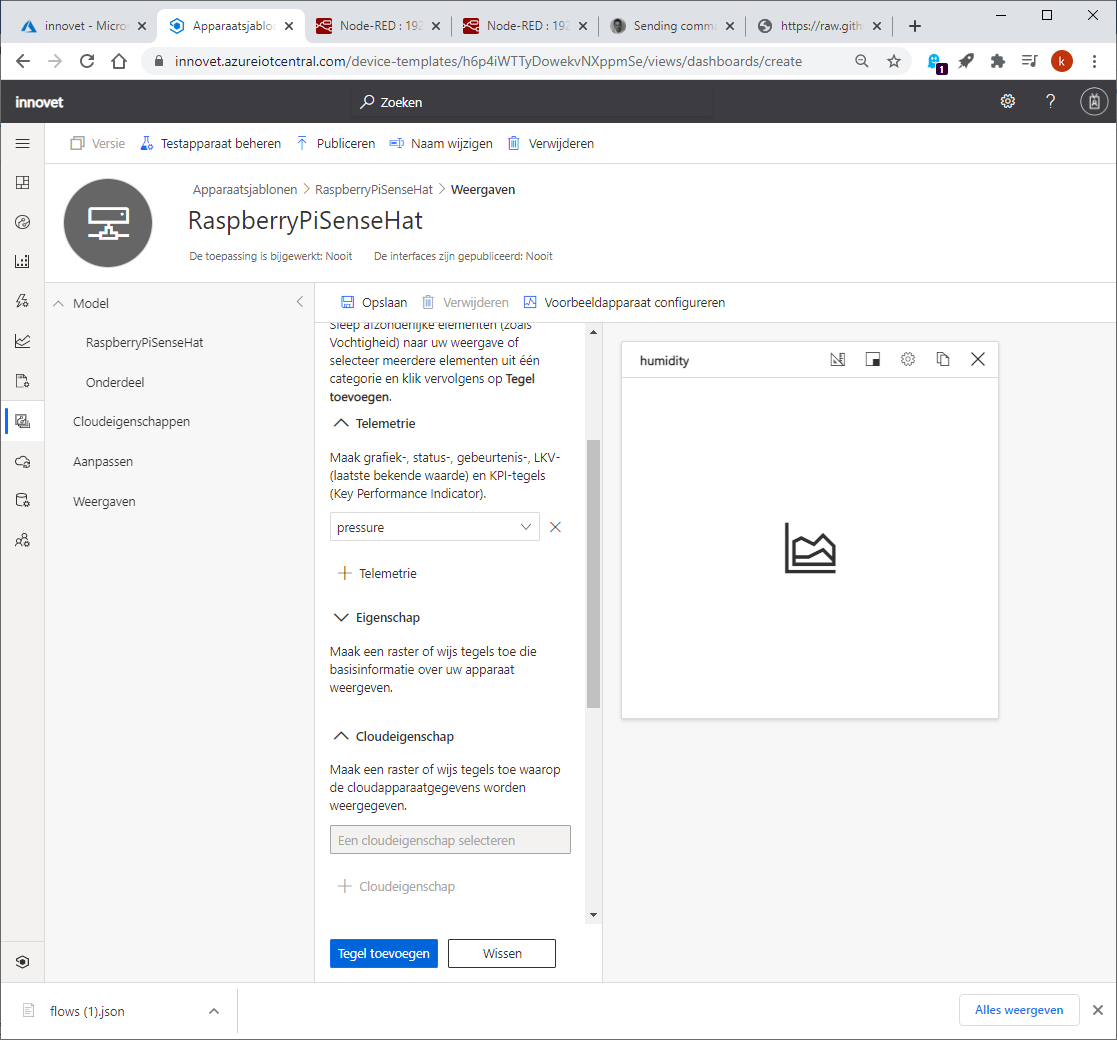 innovet - Micros
Apparaatsjablo
Node-RED : 192
Node-RED : 192
Sending comma
https://raw.gith
innovet.azureiotcentral.com/device-templates/h6p4iWTTyDowekvNXppmSe/views/dashboards/create
1
k
innovet
Zoeken
?
Versie
Testapparaat beheren
Publiceren
Naam wijzigen
Verwijderen
Apparaatsjablonen > RaspberryPiSenseHat > Weergaven
RaspberryPiSenseHat
De toepassing is bijgewerkt: Nooit
De interfaces zijn gepubliceerd: Nooit
Model
RaspberryPiSenseHat
Onderdeel
Cloudeigenschappen
Aanpassen
Weergaven
Opslaan
Verwijderen
Voorbeeldapparaat configureren
Sleep afzonderlijke elementen (zoals
Vochtigheid) naar uw weergave of
selecteer meerdere elementen uit één
categorie en klik vervolgens op Tegel
toevoegen.
Telemetrie
Maak grafiek-, status-, gebeurtenis-, LKV-
(laatste bekende waarde) en KPI-tegels
(Key Performance Indicator).
pressure
Telemetrie
Eigenschap
Maak een raster of wijs tegels toe die
basisinformatie over uw apparaat
weergeven.
Cloudeigenschap
Maak een raster of wijs tegels toe waarop
de cloudapparaatgegevens worden
weergegeven.
Een cloudeigenschap selecteren
Cloudeigenschap
Tegel toevoegen
Wissen
humidity
flows (1).json
Alles weergeven